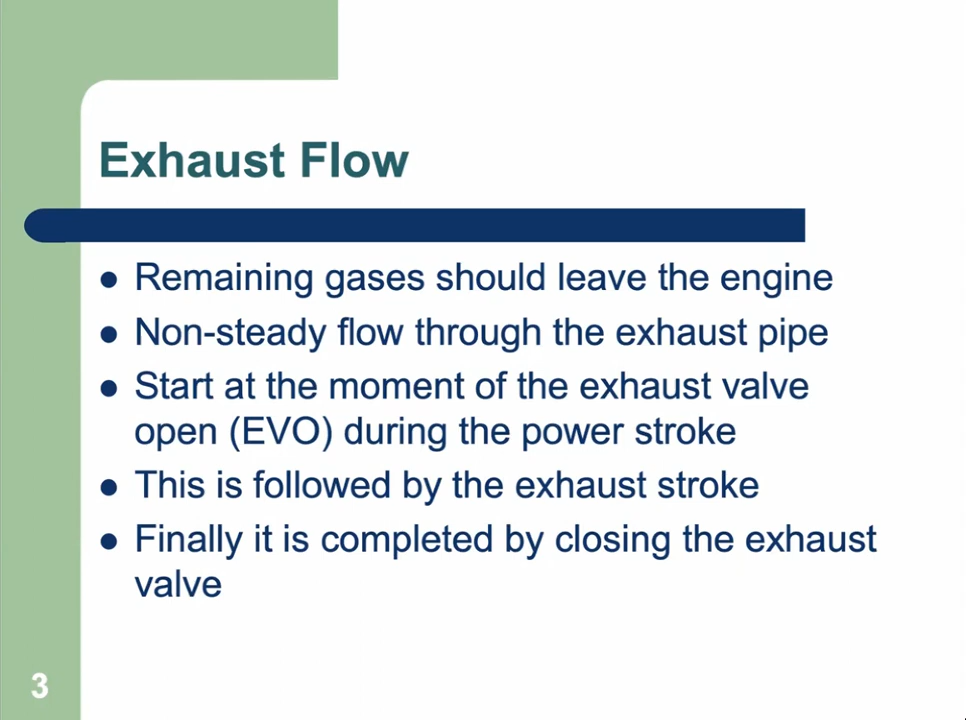 Exhaust Flow
● Remaining gases should leave the engine
● Non-steady flow through the exhaust pipe
● Start at the moment of the exhaust valve
open (EVO) during the power stroke
● This is followed by the exhaust stroke
● Finally it is completed by closing the exhaust
valve
3